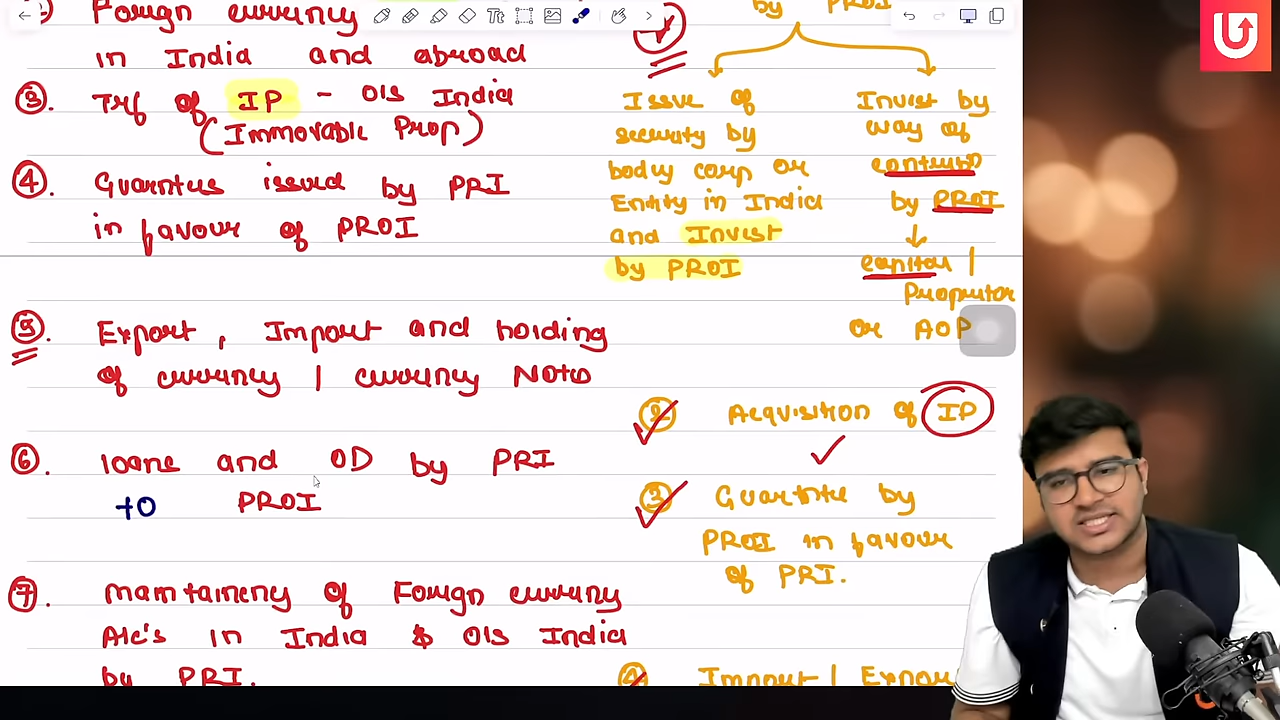 Foreign currency
in India and abroad
③. Trf of IP - O/s India
(Immovable Prop)
④. Guarantees issued by PRI
in favour of PROI
⑤. Export, Import and holding
of currency / currency Notes
⑥. loans and OD by PRI
to PROI
⑦. maintaineny of Foreign currency
A/c's in India & O/s India
by PRI.
by PROI
Issue of
security by
body corp or
Entity in India
and Invest
by PROI
Invest by
way of
contributn
by PROI
↓
capital /
Proprietor
or AOP
② Acquisition of IP
③ Guarantee by
PROI in favour
of PRI.
④ Import / Export
Tt